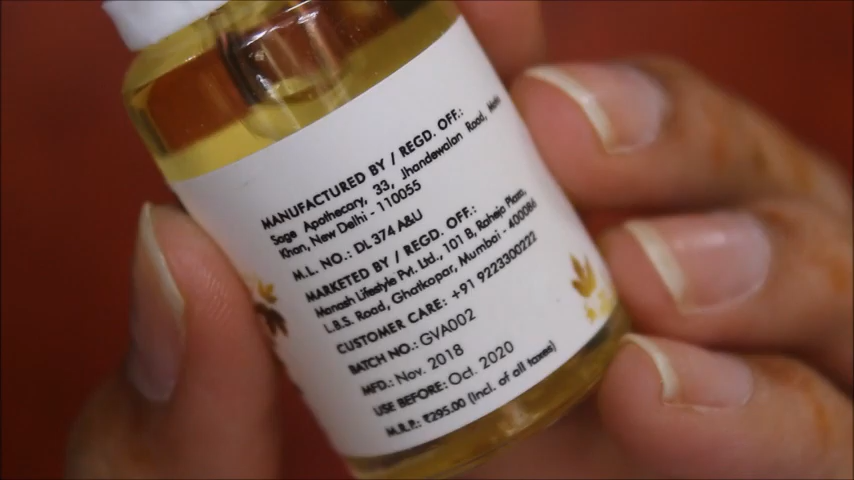 MANUFACTURED BY / REGD. OFF.:
Sage Apothecary, 33, Jhandewalan Road,
Khan, New Delhi - 110055
M.L. NO.: DL 374 A&U
MARKETED BY / REGD. OFF.:
Manash Lifestyle Pvt. Ltd., 101 B, Raheja Plaza,
L.B.S. Road, Ghatkopar, Mumbai - 400086
CUSTOMER CARE: +91 9223300222
BATCH NO.: GVA002
MFD.: Nov. 2018
USE BEFORE: Oct. 2020
M.R.P.: ₹295.00 (Incl. of all taxes)